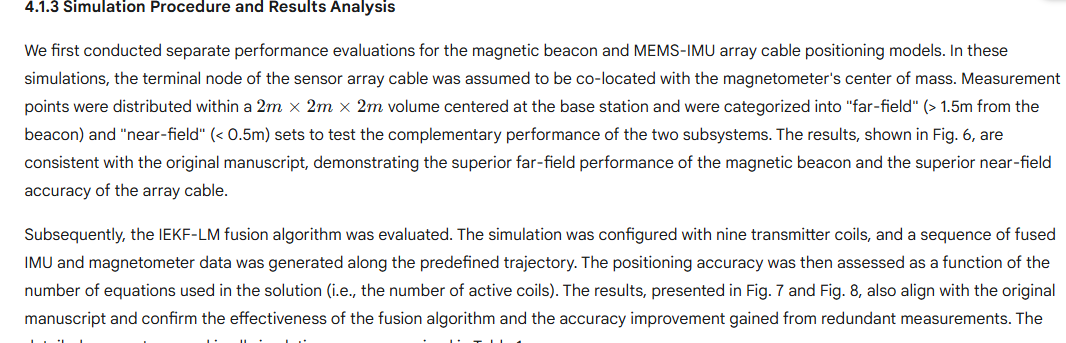 4.1.3 Simulation Procedure and Results Analysis
We first conducted separate performance evaluations for the magnetic beacon and MEMS-IMU array cable positioning models. In these
simulations, the terminal node of the sensor array cable was assumed to be co-located with the magnetometer's center of mass. Measurement
points were distributed within a 2m × 2m × 2m volume centered at the base station and were categorized into "far-field" (> 1.5m from the
beacon) and "near-field" (< 0.5m) sets to test the complementary performance of the two subsystems. The results, shown in Fig. 6, are
consistent with the original manuscript, demonstrating the superior far-field performance of the magnetic beacon and the superior near-field
accuracy of the array cable.
Subsequently, the IEKF-LM fusion algorithm was evaluated. The simulation was configured with nine transmitter coils, and a sequence of fused
IMU and magnetometer data was generated along the predefined trajectory. The positioning accuracy was then assessed as a function of the
number of equations used in the solution (i.e., the number of active coils). The results, presented in Fig. 7 and Fig. 8, also align with the original
manuscript and confirm the effectiveness of the fusion algorithm and the accuracy improvement gained from redundant measurements. The